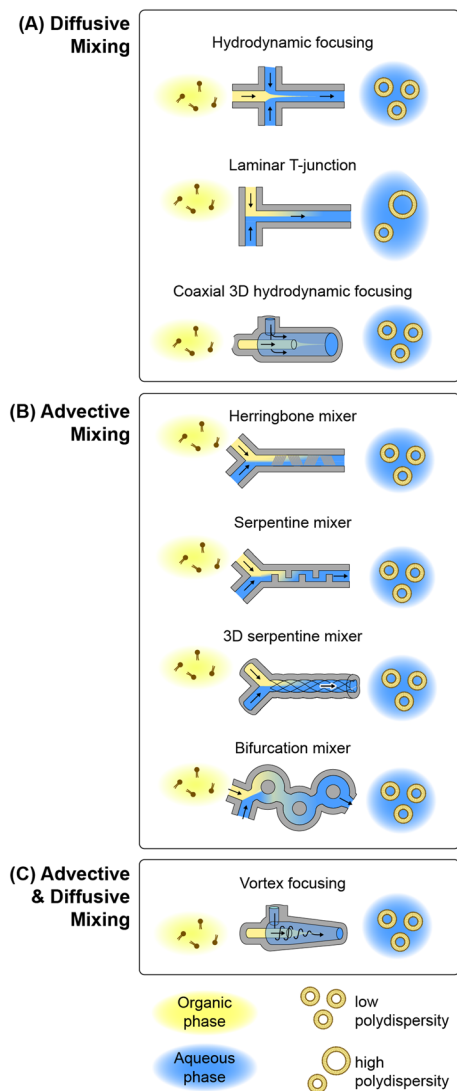 (A) Diffusive
Mixing
Hydrodynamic focusing
Laminar T-junction
Coaxial 3D hydrodynamic focusing
(B) Advective
Mixing
Herringbone mixer
Serpentine mixer
3D serpentine mixer
Bifurcation mixer
(C) Advective
& Diffusive
Mixing
Vortex focusing
Organic
phase
low
polydispersity
Aqueous
phase
high
polydispersity